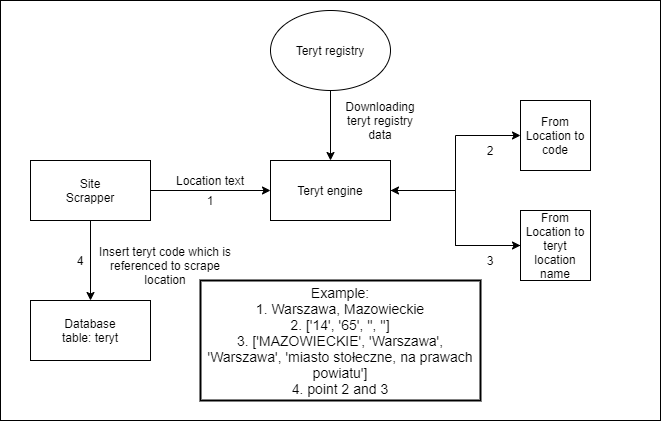 Teryt registry
Downloading
teryt registry
data
From
Location to
code
2
Site
Scrapper
Location text
1
Teryt engine
From
Location to
teryt
location
name
3
4
Insert teryt code which is
referenced to scrape
location
Database
table: teryt
Example:
1. Warszawa, Mazowieckie
2. ['14', '65', '', '']
3. ['MAZOWIECKIE', 'Warszawa',
'Warszawa', 'miasto stołeczne, na prawach
powiatu']
4. point 2 and 3